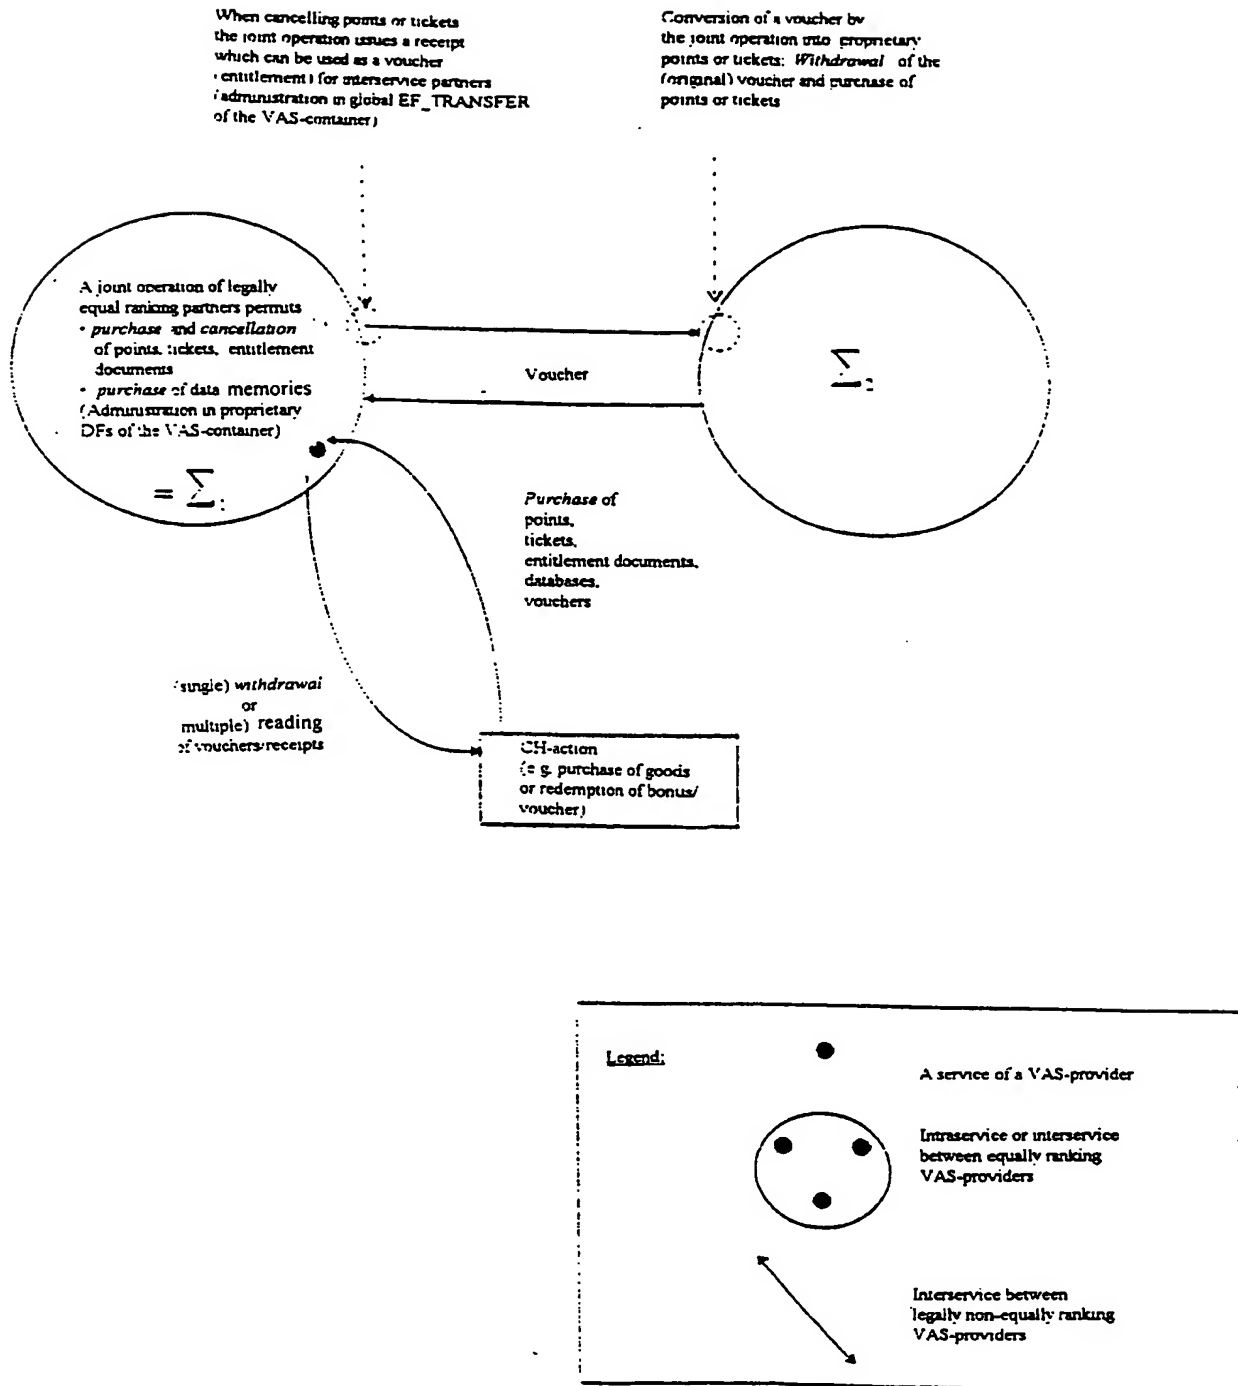 When cancelling points or tickets
the joint operation issues a receipt
which can be used as a voucher
(entitlement) for interservice partners
(administration in global EF_TRANSFER
of the VAS-container)
Conversion of a voucher by
the joint operation into proprietary
points or tickets: Withdrawal of the
(original) voucher and purchase of
points or tickets
A joint operation of legally
equal ranking partners permits
• purchase and cancellation
of points, tickets, entitlement
documents
• purchase of data memories
(Administration in proprietary
DFs of the VAS-container)
= Σ
Voucher
Σ
Purchase of
points,
tickets,
entitlement documents,
databases,
vouchers
(single) withdrawal
or
multiple) reading
of vouchers/receipts
CH-action
(e g. purchase of goods
or redemption of bonus/
voucher)
Legend:
A service of a VAS-provider
Intraservice or interservice
between equally ranking
VAS-providers
Interservice between
legally non-equally ranking
VAS-providers